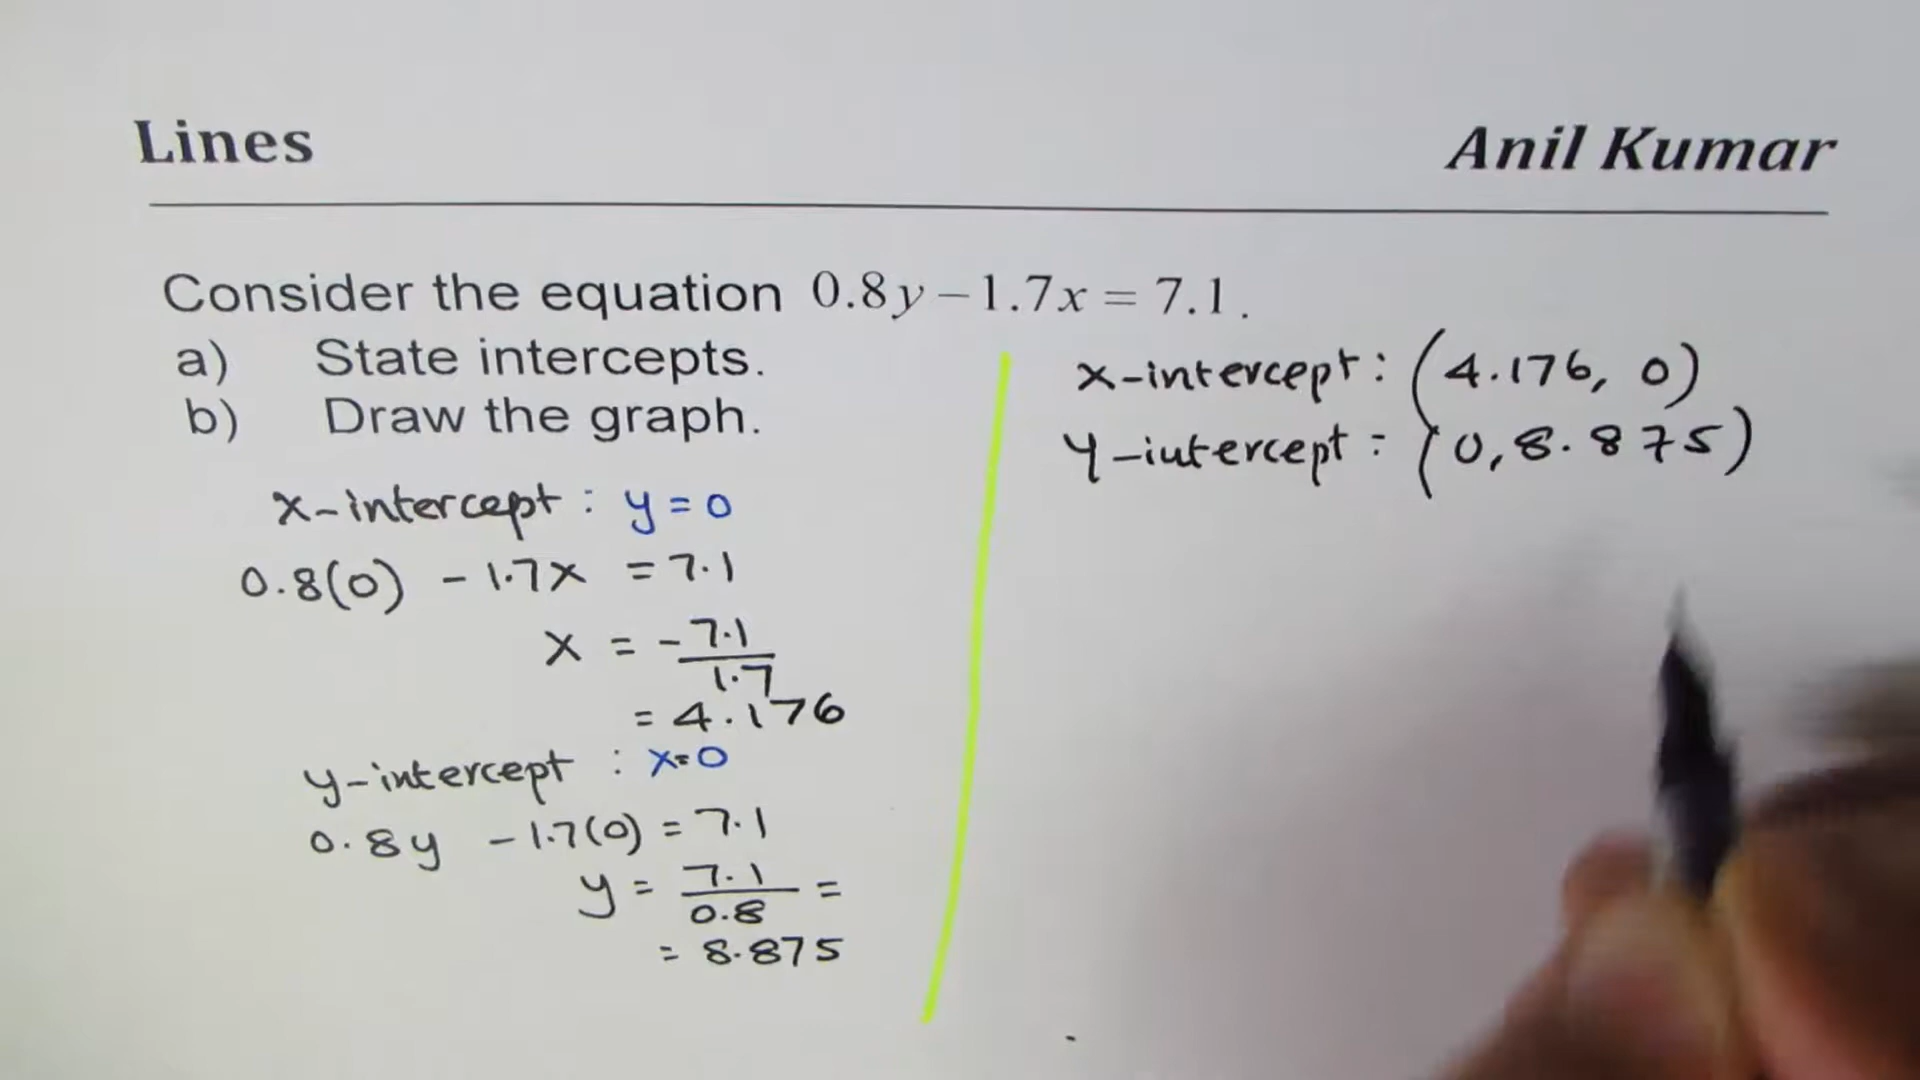 Lines
Anil Kumar
Consider the equation 0.8y – 1.7x = 7.1.
a) State intercepts.
b) Draw the graph.
x-intercept : y = 0
0.8(0) - 1.7x = 7.1
x = - 7.1 / 1.7
= 4.176
y-intercept : x=0
0.8y - 1.7(0) = 7.1
y = 7.1 / 0.8 =
= 8.875
x-intercept : (4.176, 0)
Y-intercept : (0, 8.875)